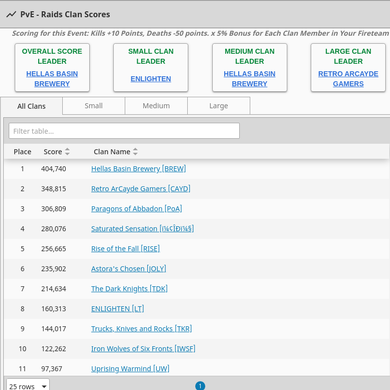 PvE - Raids Clan Scores
Scoring for this Event: Kills +10 Points, Deaths -50 points. x 5% Bonus for Each Clan Member in Your Fireteam
OVERALL SCORE LEADER
HELLAS BASIN BREWERY
SMALL CLAN LEADER
ENLIGHTEN
MEDIUM CLAN LEADER
HELLAS BASIN BREWERY
LARGE CLAN LEADER
RETRO ARCAYDE GAMERS
All Clans Small Medium Large
Filter table...
Place Score Clan Name
1 404,740 Hellas Basin Brewery [BREW]
2 348,815 Retro ArCayde Gamers [CAYD]
3 306,809 Paragons of Abbadon [PoA]
4 280,076 Saturated Sensation
5 256,665 Rise of the Fall [RISE]
6 235,902 Astora's Chosen [JOLY]
7 214,634 The Dark Knights [TDK]
8 160,313 ENLIGHTEN [LT]
9 144,017 Trucks, Knives and Rocks [TKR]
10 122,262 Iron Wolves of Six Fronts [IWSF]
11 97,367 Uprising Warmind [UW]
25 rows 1